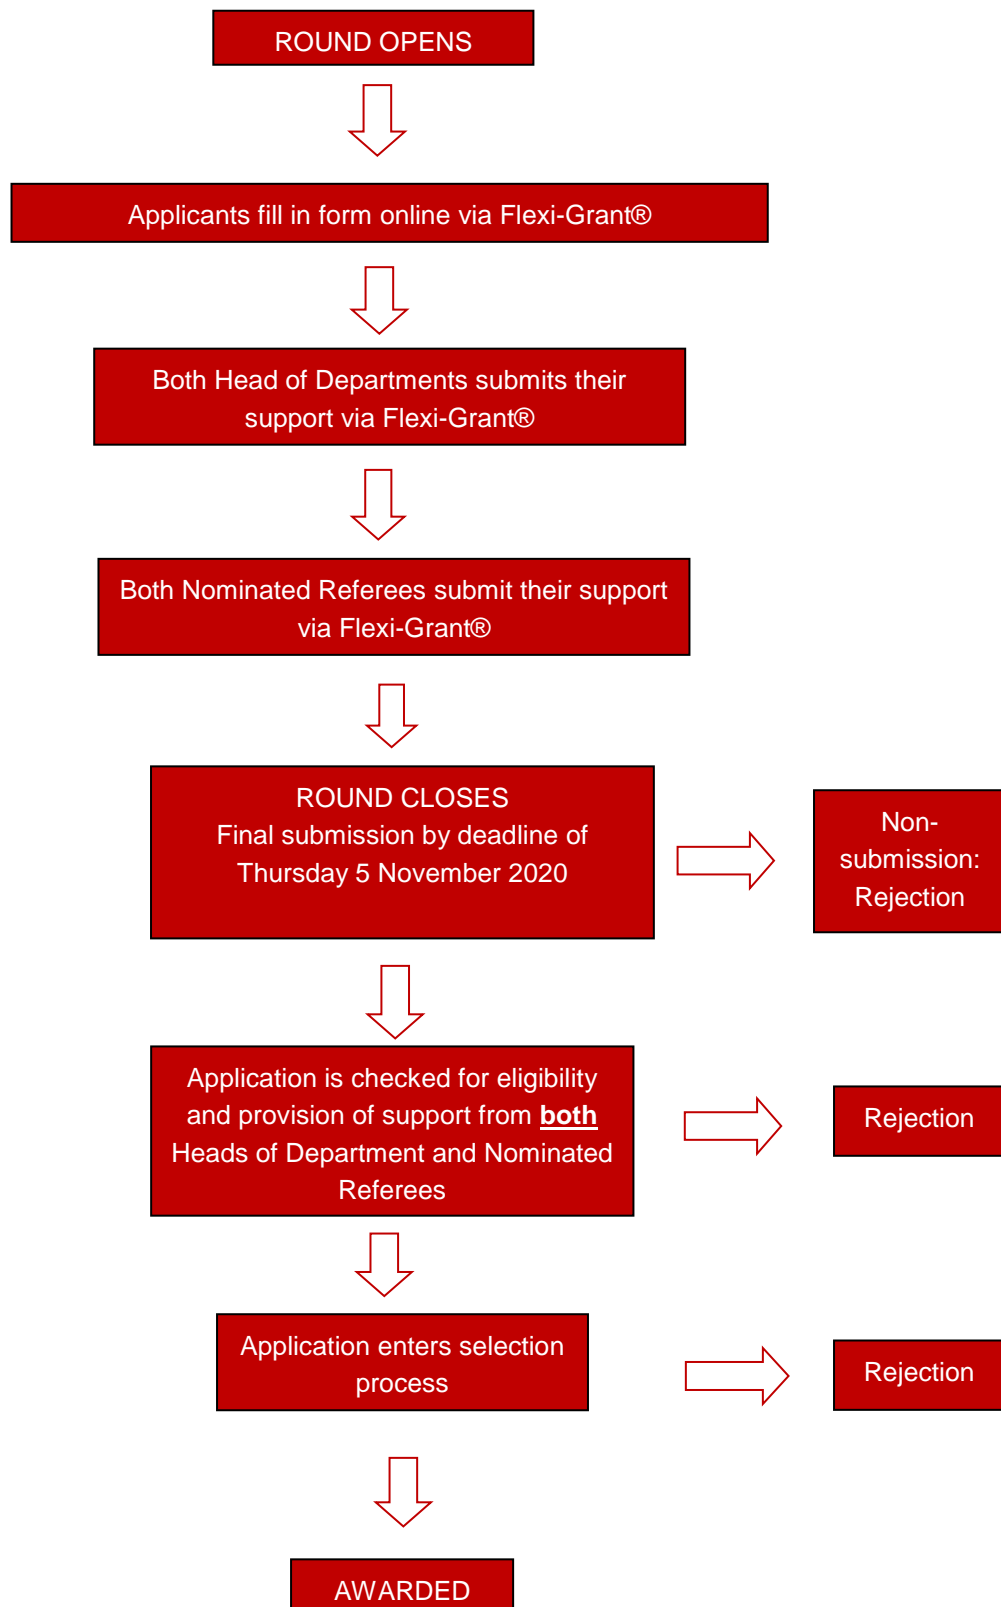 ROUND OPENS
Applicants fill in form online via Flexi-Grant®
Both Head of Departments submits their
support via Flexi-Grant®
Both Nominated Referees submit their support
via Flexi-Grant®
ROUND CLOSES
Final submission by deadline of
Thursday 5 November 2020
Non-
submission:
Rejection
Application is checked for eligibility
and provision of support from both
Heads of Department and Nominated
Referees
Rejection
Application enters selection
process
Rejection
AWARDED